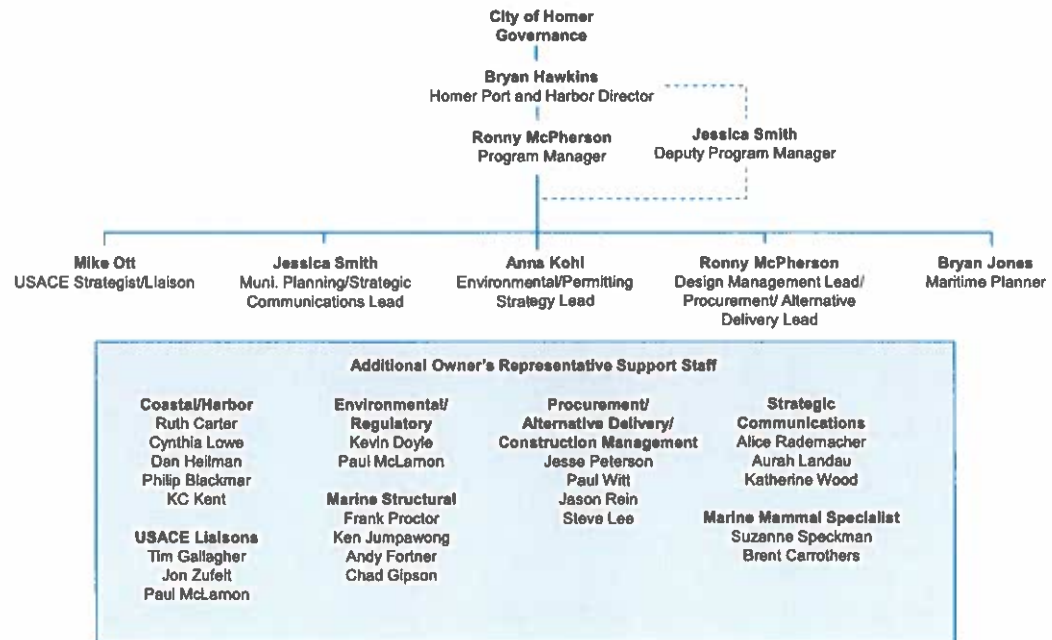 City of Homer
Governance
Bryan Hawkins
Homer Port and Harbor Director
Ronny McPherson
Program Manager
Jessica Smith
Deputy Program Manager
Mike Ott
USACE Strategist/Liaison
Jessica Smith
Muni. Planning/Strategic
Communications Lead
Anna Kohl
Environmental/Permitting
Strategy Lead
Ronny McPherson
Design Management Lead/
Procurement/ Alternative
Delivery Lead
Bryan Jones
Maritime Planner
Additional Owner's Representative Support Staff
Coastal/Harbor
Ruth Carter
Cynthia Lowe
Dan Heilman
Philip Blackmar
KC Kent
USACE Liaisons
Tim Gallagher
Jon Zufelt
Paul McLarnon
Environmental/
Regulatory
Kevin Doyle
Paul McLarnon
Marine Structural
Frank Proctor
Ken Jumpawong
Andy Fortner
Chad Gipson
Procurement/
Alternative Delivery/
Construction Management
Jesse Peterson
Paul Witt
Jason Rein
Steve Lee
Strategic
Communications
Alice Rademacher
Aurah Landau
Katherine Wood
Marine Mammal Specialist
Suzanne Speckman
Brent Carrothers